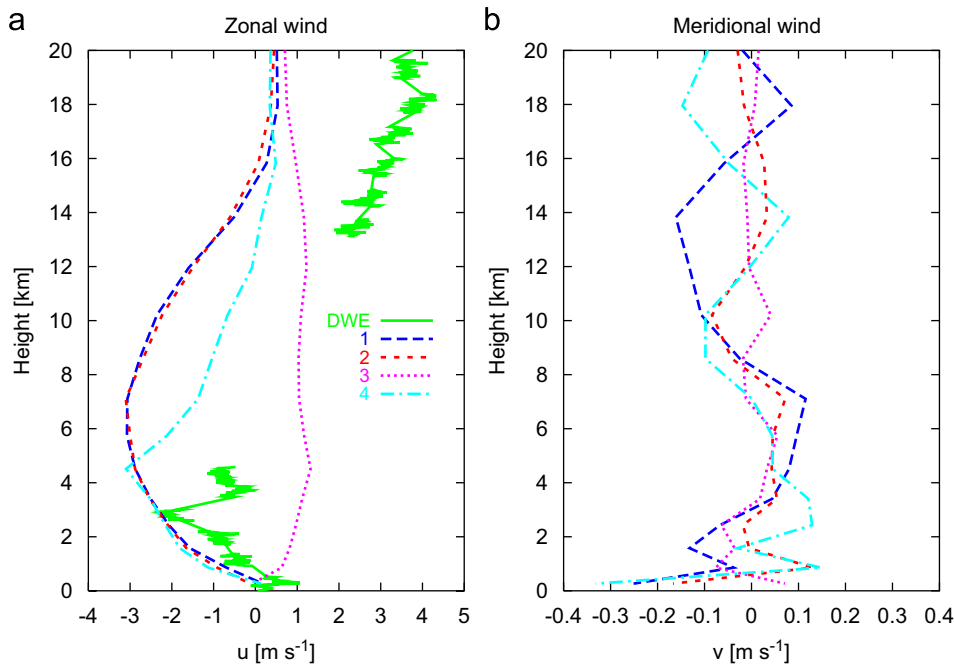 a
Zonal wind
20
18
16
14
12
10
8
6
4
2
0
Height [km]
DWE
1
2
3
4
-4 -3 -2 -1 0 1 2 3 4 5
u [m s-1]
b
Meridional wind
20
18
16
14
12
10
8
6
4
2
0
Height [km]
-0.4 -0.3 -0.2 -0.1 0 0.1 0.2 0.3 0.4
v [m s-1]